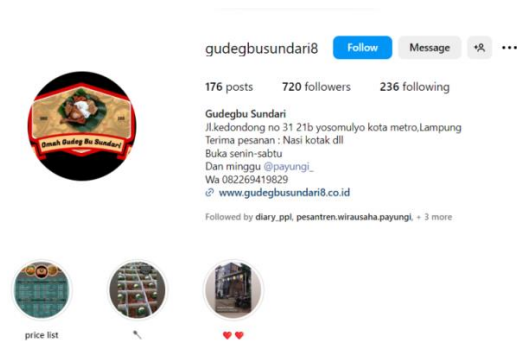 gudegbusundari8 Follow Message
176 posts 720 followers 236 following
Omah Gudeg Bu Sundari
Gudegbu Sundari
Jl.kedondong no 31 21b yosomulyo kota metro,Lampung
Terima pesanan : Nasi kotak dll
Buka senin-sabtu
Dan minggu @payungi_
Wa 082269419829
www.gudegbusundari8.co.id
Followed by diary_ppl, pesantren.wirausaha.payungi, + 3 more
price list